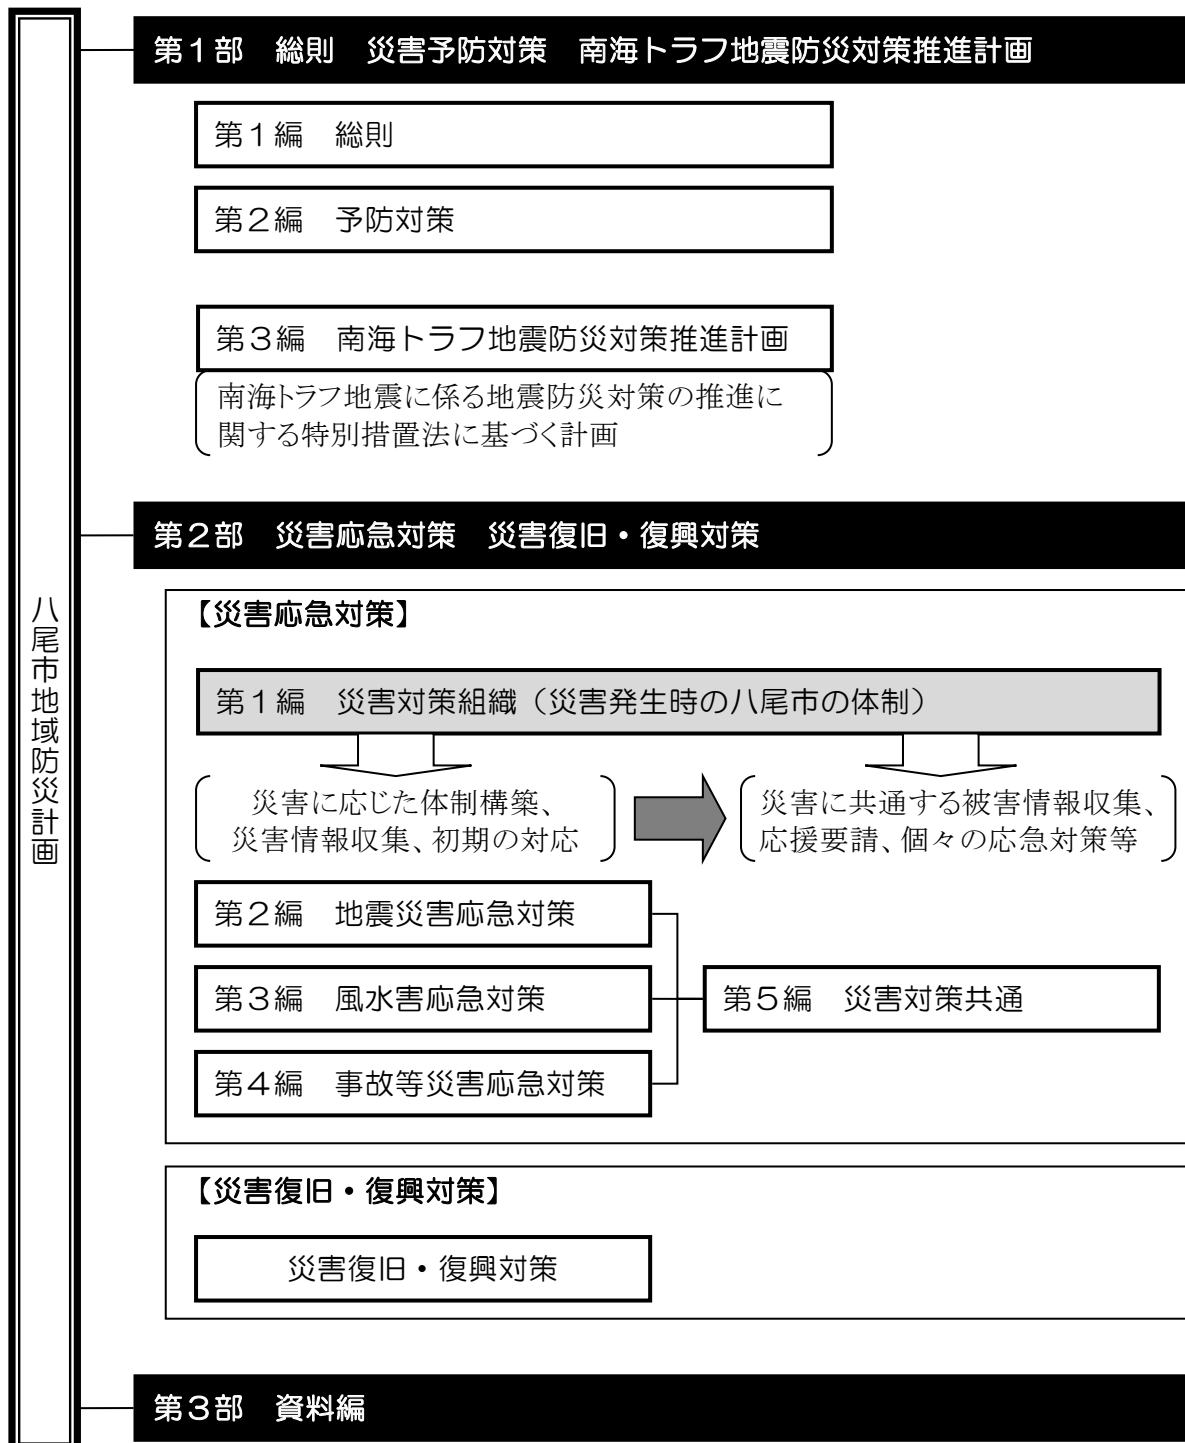 八尾市地域防災計画
第１部　総則　災害予防対策　南海トラフ地震防災対策推進計画
第１編　総則
第２編　予防対策
第３編　南海トラフ地震防災対策推進計画
南海トラフ地震に係る地震防災対策の推進に
関する特別措置法に基づく計画
第２部　災害応急対策　災害復旧・復興対策
【災害応急対策】
第１編　災害対策組織（災害発生時の八尾市の体制）
災害に応じた体制構築、
災害情報収集、初期の対応
災害に共通する被害情報収集、
応援要請、個々の応急対策等
第２編　地震災害応急対策
第３編　風水害応急対策
第４編　事故等災害応急対策
第５編　災害対策共通
【災害復旧・復興対策】
災害復旧・復興対策
第３部　資料編